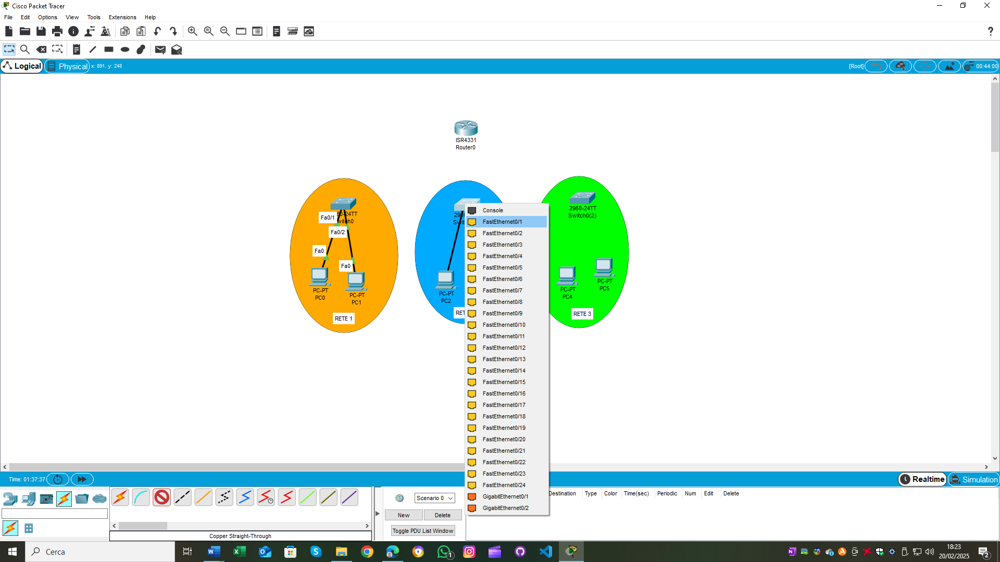 Cisco Packet Tracer
File Edit Options View Tools Extensions Help
Logical Physical x: 891, y: 248 [Root] 00:44:00
ISR4331
Router0
2960-24TT
Switch0(2)
Fa0/1 60-24TT
witch0
Fa0/2
Fa0
Fa0
PC-PT
PC0
PC-PT
PC1
RETE 1
296
Swit
PC-PT
PC2
RET
PC-PT
PC4
PC-PT
PC5
RETE 3
Console
FastEthernet0/1
FastEthernet0/2
FastEthernet0/3
FastEthernet0/4
FastEthernet0/5
FastEthernet0/6
FastEthernet0/7
FastEthernet0/8
FastEthernet0/9
FastEthernet0/10
FastEthernet0/11
FastEthernet0/12
FastEthernet0/13
FastEthernet0/14
FastEthernet0/15
FastEthernet0/16
FastEthernet0/17
FastEthernet0/18
FastEthernet0/19
FastEthernet0/20
FastEthernet0/21
FastEthernet0/22
FastEthernet0/23
FastEthernet0/24
GigabitEthernet0/1
GigabitEthernet0/2
Time: 01:37:37 Realtime Simulation
Scenario 0
New Delete
Toggle PDU List Window
Destination Type Color Time(sec) Periodic Num Edit Delete
Copper Straight-Through
Cerca
18:23
20/02/2025